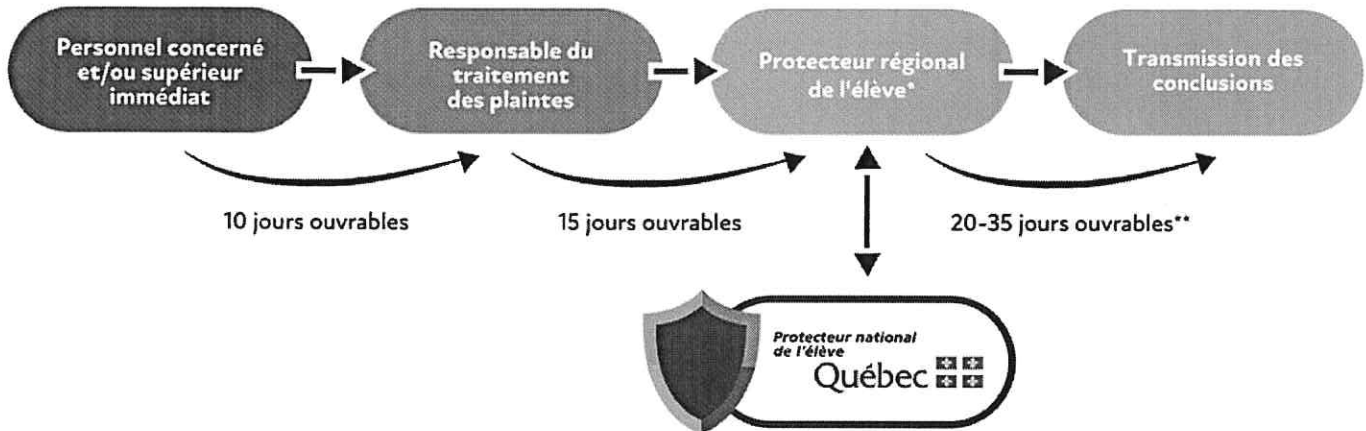 Personnel concerné
et/ou supérieur
immédiat
Responsable du
traitement
des plaintes
Protecteur régional
de l'élève*
Transmission des
conclusions
10 jours ouvrables
15 jours ouvrables
20-35 jours ouvrables**
Protecteur national
de l'élève
Québec